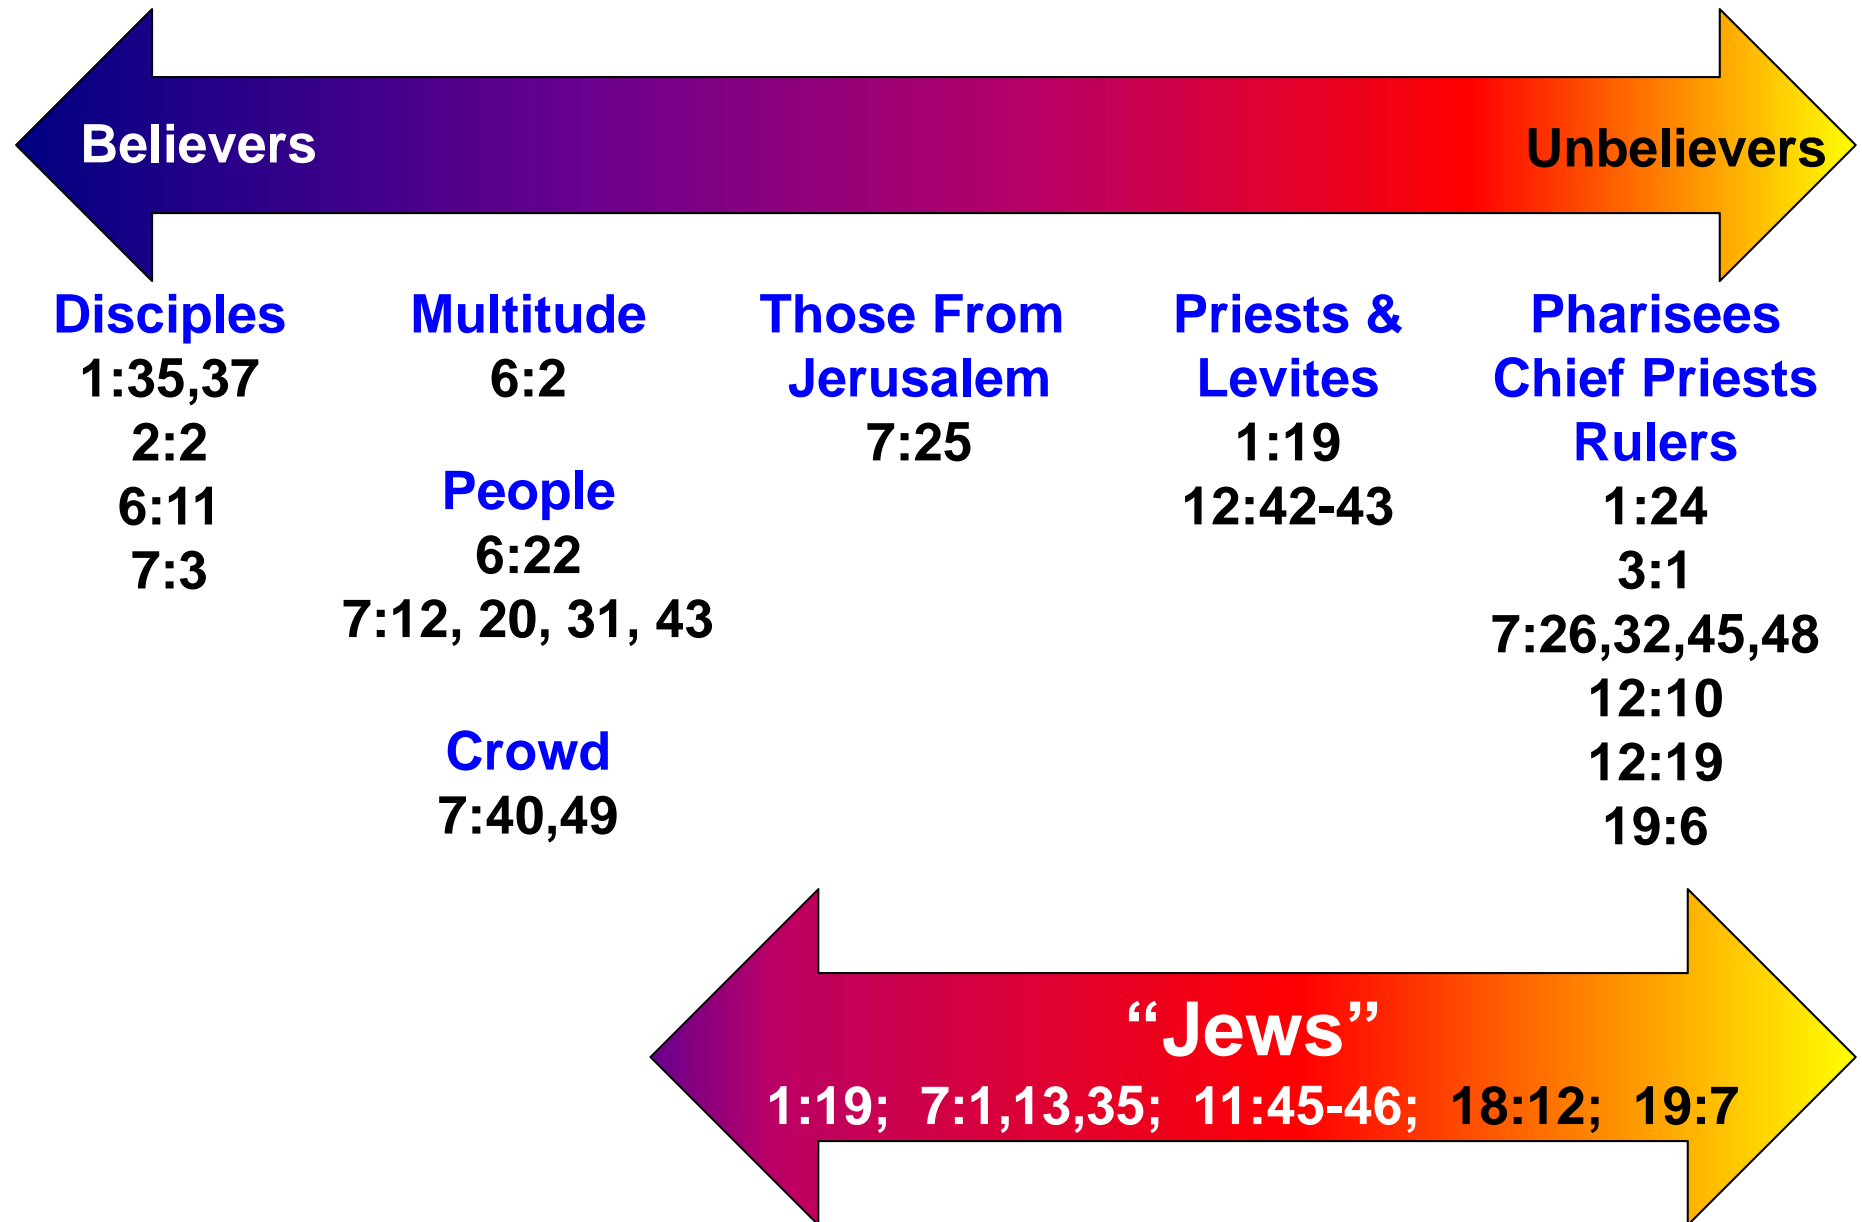 Believers
Unbelievers
Disciples
1:35,37
2:2
6:11
7:3
Multitude
6:2
People
6:22
7:12, 20, 31, 43
Crowd
7:40,49
Those From
Jerusalem
7:25
Priests &
Levites
1:19
12:42-43
Pharisees
Chief Priests
Rulers
1:24
3:1
7:26,32,45,48
12:10
12:19
19:6
“Jews”
1:19; 7:1,13,35; 11:45-46; 18:12; 19:7